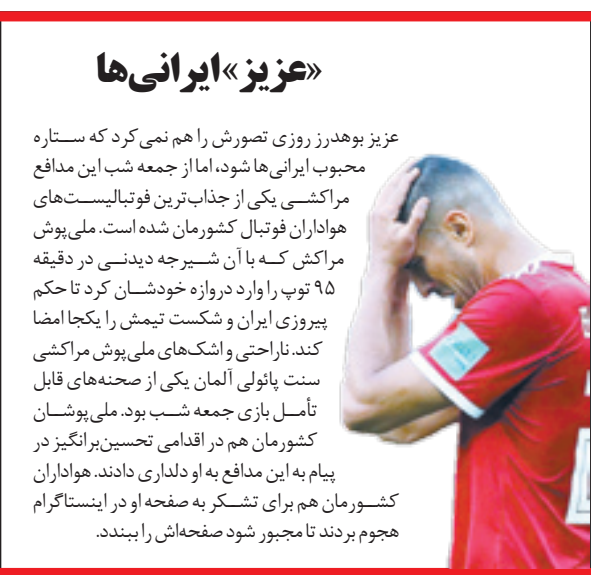 «عزیز»ایرانی‌ها
عزیز بوهدرز روزی تصورش را هم نمی‌کرد که ستاره
محبوب ایرانی‌ها شود، اما از جمعه شب این مدافع
مراکشی یکی از جذاب‌ترین فوتبالیست‌های
هواداران فوتبال کشورمان شده است. ملی‌پوش
مراکش که با آن شیرجه دیدنی در دقیقه
۹۵ توپ را وارد دروازه خودشان کرد تا حکم
پیروزی ایران و شکست تیمش را یکجا امضا
کند. ناراحتی و اشک‌های ملی‌پوش مراکشی
سنت پائولی آلمان یکی از صحنه‌های قابل
تأمل بازی جمعه شب بود. ملی‌پوشان
کشورمان هم در اقدامی تحسین‌برانگیز در
پیام به این مدافع به او دلداری دادند. هواداران
کشورمان هم برای تشکر به صفحه او در اینستاگرام
هجوم بردند تا مجبور شود صفحه‌اش را ببندد.